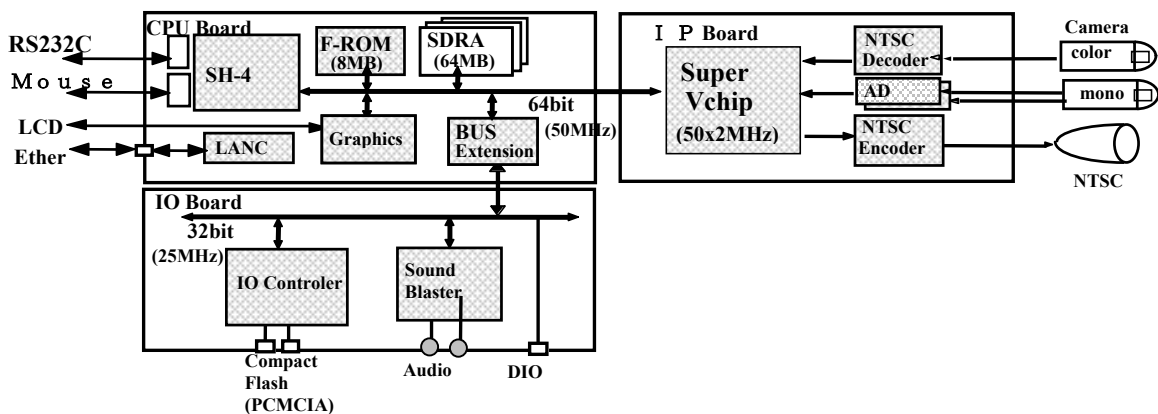 CPU Board
RS232C
Ｍｏｕｓｅ
LCD
Ether
SH-4
F-ROM
(8MB)
SDRA
(64MB)
64bit
(50MHz)
LANC
Graphics
BUS
Extension
ＩＰ Board
Super
Vchip
(50x2MHz)
NTSC
Decoder
AD
NTSC
Encoder
Camera
color
mono
NTSC
IO Board
32bit
(25MHz)
IO Controler
Sound
Blaster
Compact
Flash
(PCMCIA)
Audio
DIO